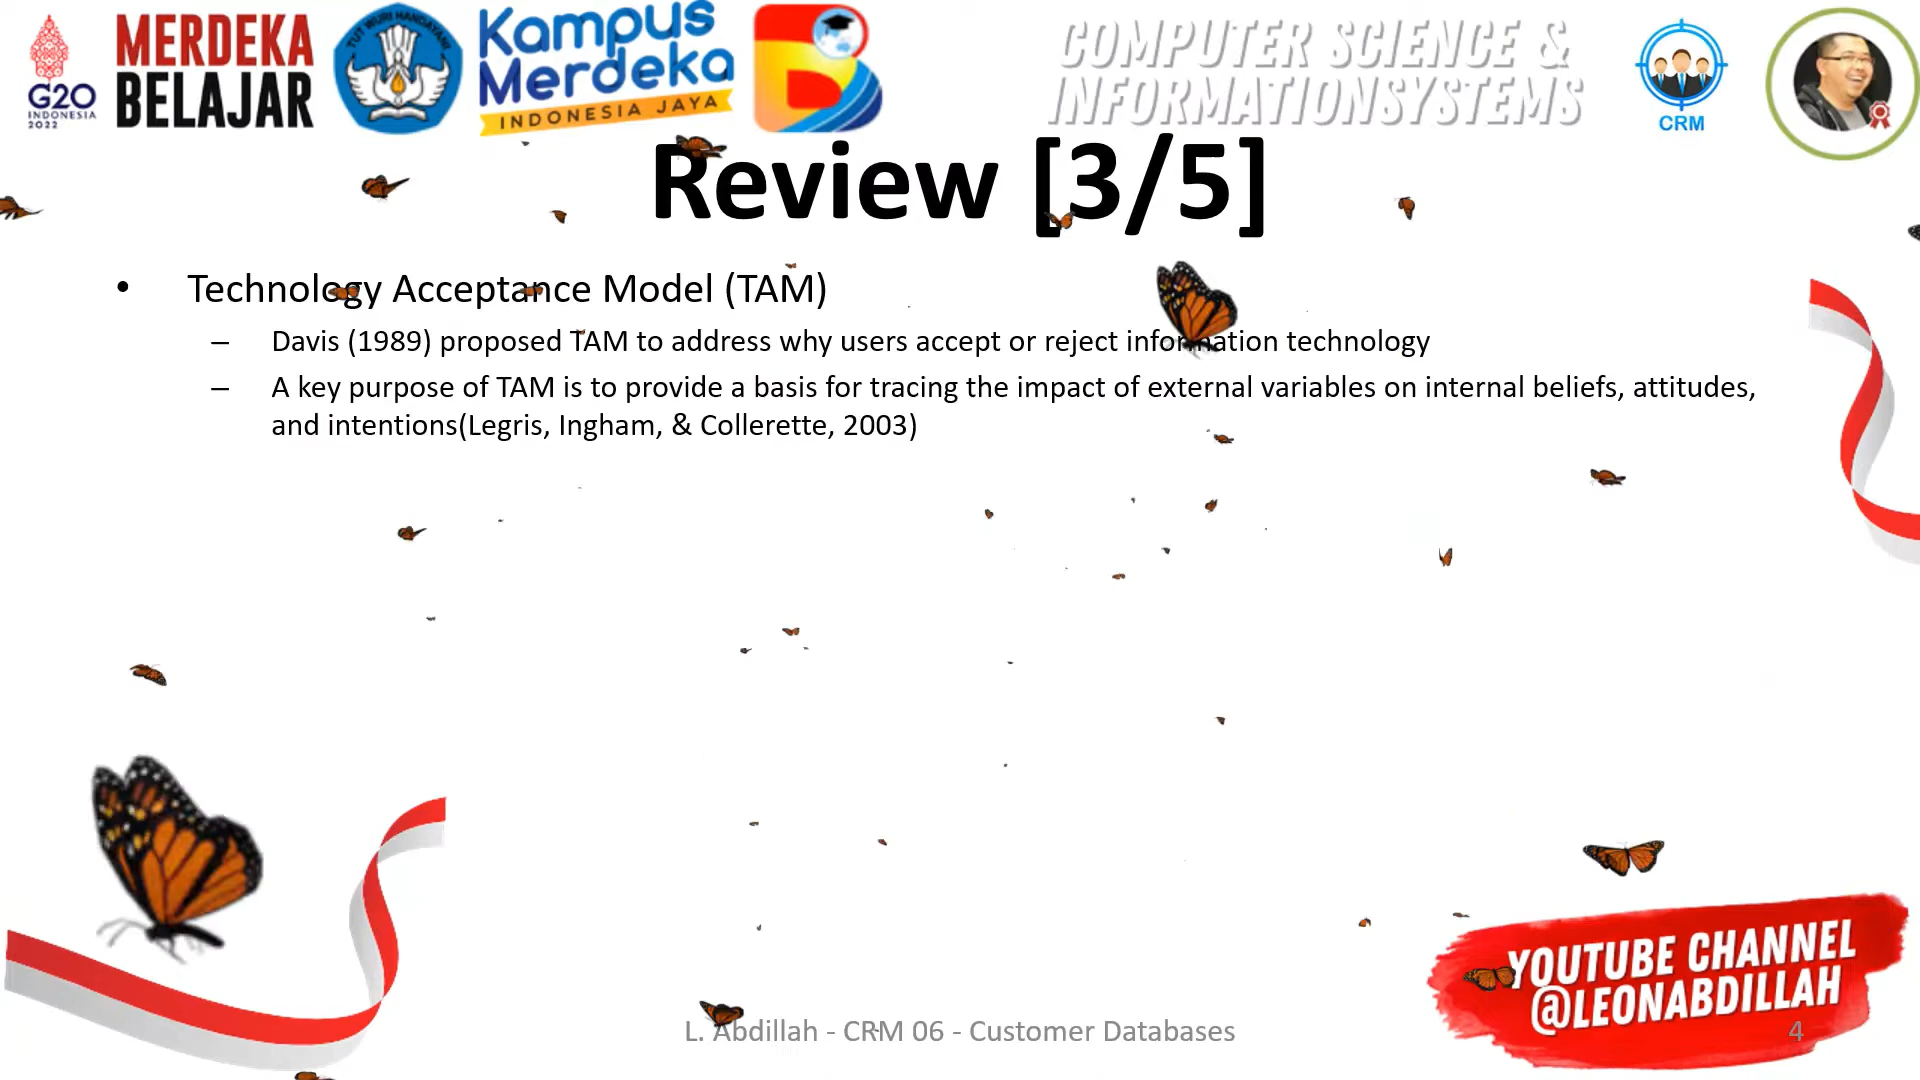 G20
INDONESIA
2022
MERDEKA
BELAJAR
TUT WURI HANDAYANI
Kampus
Merdeka
INDONESIA JAYA
COMPUTER SCIENCE &
INFORMATIONSYSTEMS
CRM
Review [3/5]
• Technology Acceptance Model (TAM)
– Davis (1989) proposed TAM to address why users accept or reject information technology
– A key purpose of TAM is to provide a basis for tracing the impact of external variables on internal beliefs, attitudes,
and intentions(Legris, Ingham, & Collerette, 2003)
YOUTUBE CHANNEL
@LEONABDILLAH
L. Abdillah - CRM 06 - Customer Databases
4